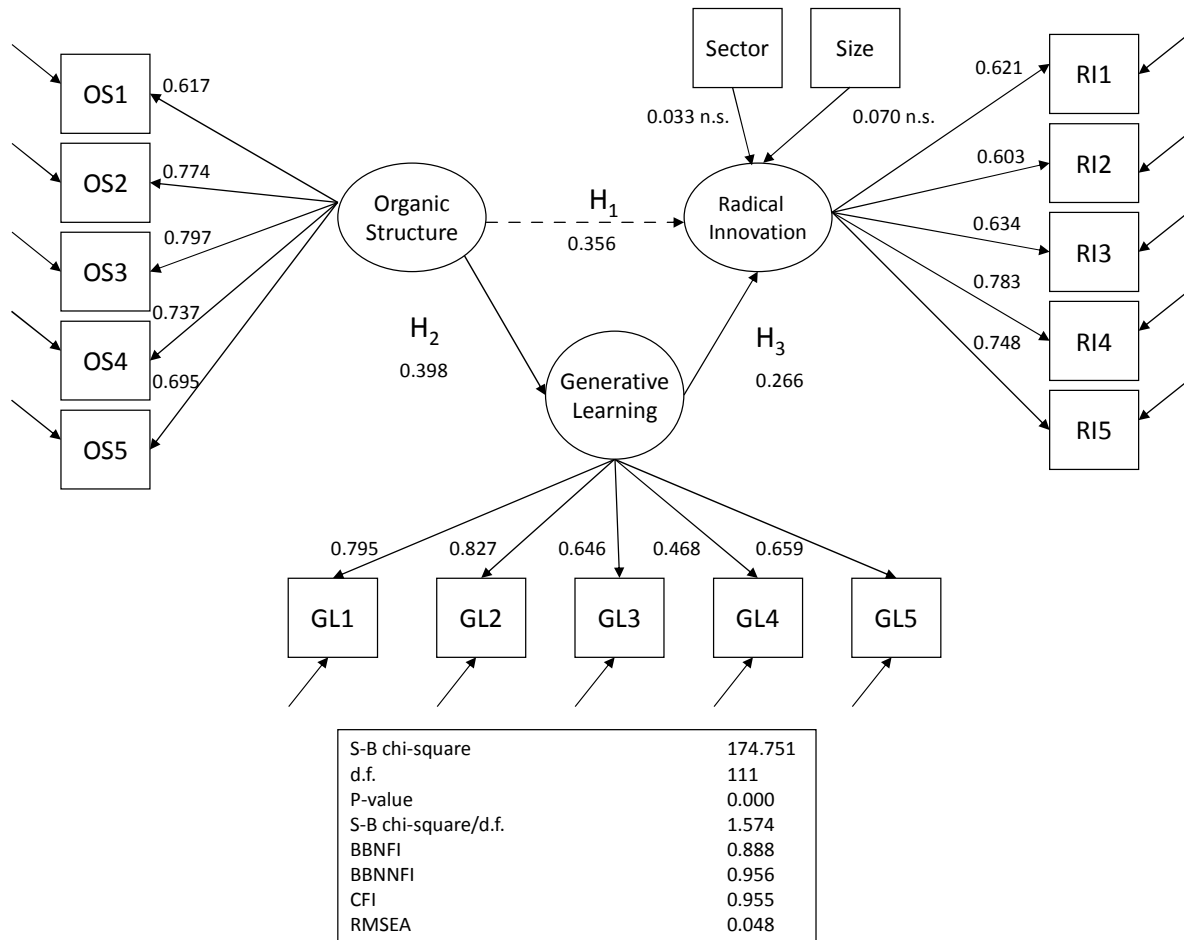 Sector
Size
OS1
0.617
0.621
RI1
0.033 n.s.
0.070 n.s.
OS2
0.774
0.603
RI2
Organic
Structure
H1
0.356
Radical
Innovation
OS3
0.797
0.634
RI3
0.783
OS4
0.737
H2
0.398
H3
0.266
0.748
RI4
Generative
Learning
0.695
OS5
RI5
0.795
0.827
0.646
0.468
0.659
GL1
GL2
GL3
GL4
GL5
S-B chi-square 174.751
d.f. 111
P-value 0.000
S-B chi-square/d.f. 1.574
BBNFI 0.888
BBNNFI 0.956
CFI 0.955
RMSEA 0.048